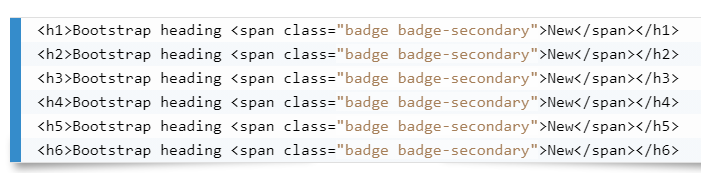 <h1>Bootstrap heading <span class="badge badge-secondary">New</span></h1>
<h2>Bootstrap heading <span class="badge badge-secondary">New</span></h2>
<h3>Bootstrap heading <span class="badge badge-secondary">New</span></h3>
<h4>Bootstrap heading <span class="badge badge-secondary">New</span></h4>
<h5>Bootstrap heading <span class="badge badge-secondary">New</span></h5>
<h6>Bootstrap heading <span class="badge badge-secondary">New</span></h6>